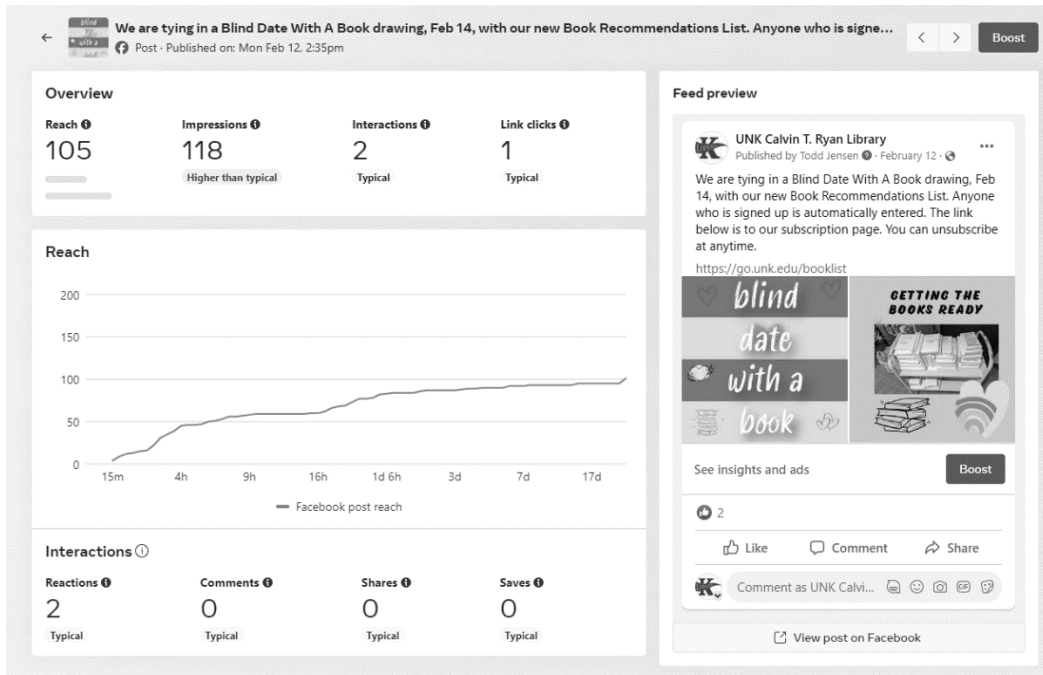 We are tying in a Blind Date With A Book drawing, Feb 14, with our new Book Recommendations List. Anyone who is signe...
Post · Published on: Mon Feb 12, 2:35pm
Boost
Overview
Reach
Impressions
Interactions
Link clicks
105
118
2
1
Higher than typical
Typical
Typical
Reach
200
150
100
50
0
15m
4h
9h
16h
1d 6h
3d
7d
17d
Facebook post reach
Interactions
Reactions
Comments
Shares
Saves
2
0
0
0
Typical
Typical
Typical
Typical
Feed preview
UNK Calvin T. Ryan Library
Published by Todd Jensen · February 12 ·
We are tying in a Blind Date With A Book drawing, Feb
14, with our new Book Recommendations List. Anyone
who is signed up is automatically entered. The link
below is to our subscription page. You can unsubscribe
at anytime.
https://go.unk.edu/booklist
blind
date
with a
book
GETTING THE
BOOKS READY
See insights and ads
Boost
2
Like
Comment
Share
Comment as UNK Calvi...
GIF
View post on Facebook